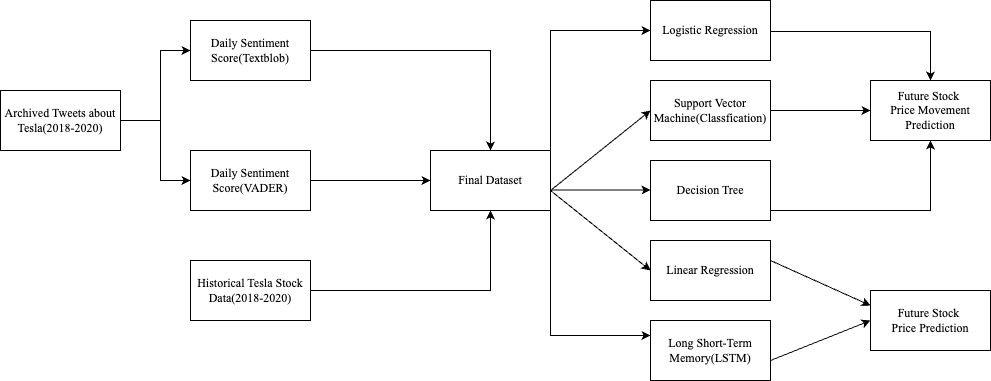 Archived Tweets about
Tesla(2018-2020)
Daily Sentiment
Score(Textblob)
Daily Sentiment
Score(VADER)
Historical Tesla Stock
Data(2018-2020)
Final Dataset
Logistic Regression
Support Vector
Machine(Classfication)
Decision Tree
Linear Regression
Long Short-Term
Memory(LSTM)
Future Stock
Price Movement
Prediction
Future Stock
Price Prediction